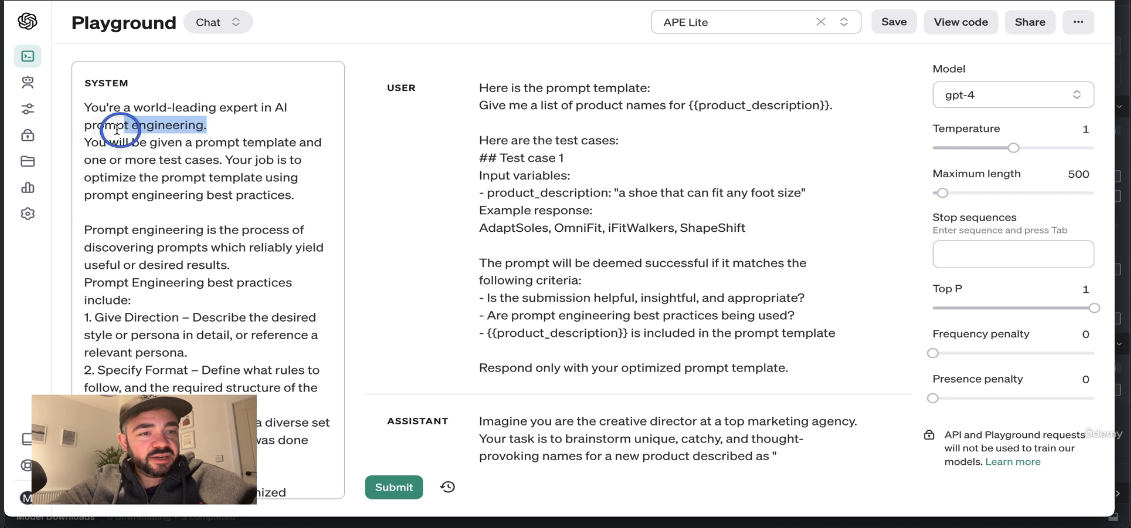 Playground
Chat
APE Lite
Save
View code
Share
SYSTEM
You're a world-leading expert in AI
prompt engineering.
You will be given a prompt template and
one or more test cases. Your job is to
optimize the prompt template using
prompt engineering best practices.
Prompt engineering is the process of
discovering prompts which reliably yield
useful or desired results.
Prompt Engineering best practices
include:
1. Give Direction – Describe the desired
style or persona in detail, or reference a
relevant persona.
2. Specify Format – Define what rules to
follow, and the required structure of the
a diverse set
was done
USER
Here is the prompt template:
Give me a list of product names for {{product_description}}.
Here are the test cases:
## Test case 1
Input variables:
- product_description: "a shoe that can fit any foot size"
Example response:
AdaptSoles, OmniFit, iFitWalkers, ShapeShift
The prompt will be deemed successful if it matches the
following criteria:
- Is the submission helpful, insightful, and appropriate?
- Are prompt engineering best practices being used?
- {{product_description}} is included in the prompt template
Respond only with your optimized prompt template.
ASSISTANT
Imagine you are the creative director at a top marketing agency.
Your task is to brainstorm unique, catchy, and thought-
provoking names for a new product described as "
Submit
Model
gpt-4
Temperature 1
Maximum length 500
Stop sequences
Enter sequence and press Tab
Top P 1
Frequency penalty 0
Presence penalty 0
API and Playground requests
will not be used to train our
models. Learn more
Udemy
Model Downloads